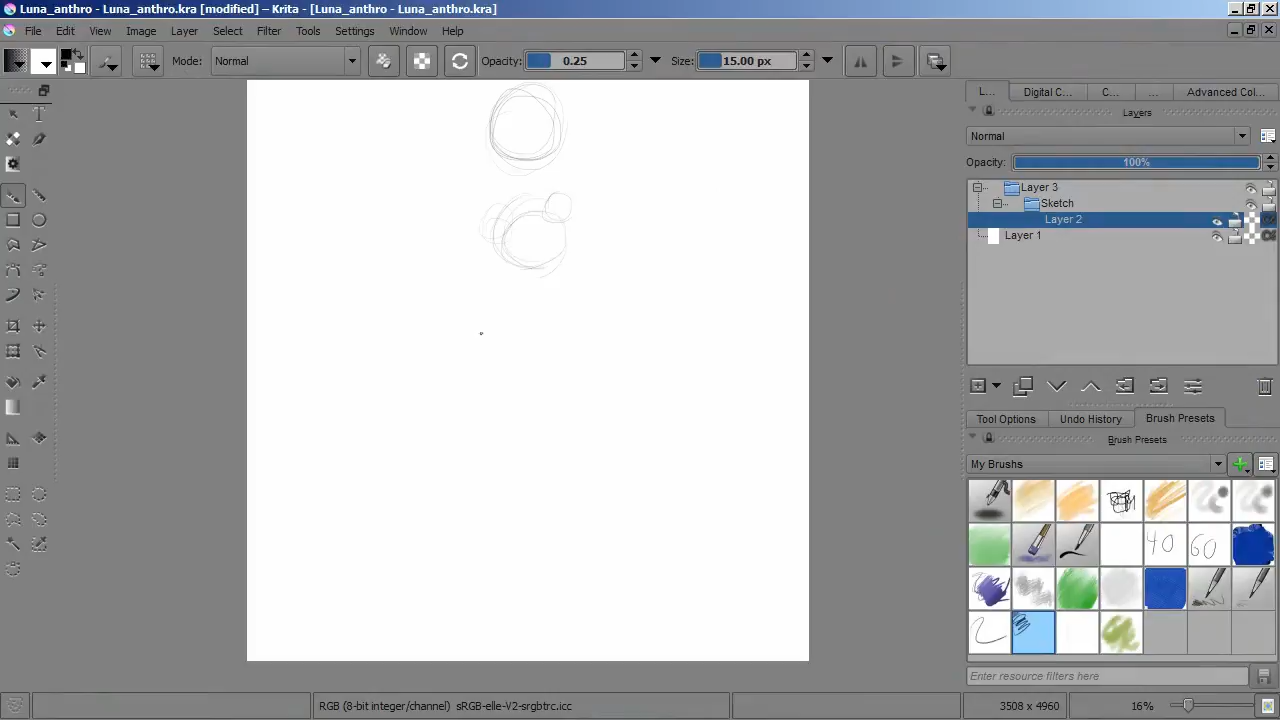 Luna_anthro - Luna_anthro.kra [modified] – Krita - [Luna_anthro - Luna_anthro.kra]
File Edit View Image Layer Select Filter Tools Settings Window Help
Mode: Normal Opacity: 0.25 Size: 15.00 px
L... Digital C... C... ... Advanced Col...
Layers
Normal
Opacity: 100%
Layer 3
Sketch
Layer 2
Layer 1
Tool Options Undo History Brush Presets
Brush Presets
My Brushes
40 60
Enter resource filters here
RGB (8-bit integer/channel) sRGB-elle-V2-srgbtrc.icc 3508 x 4960 16%